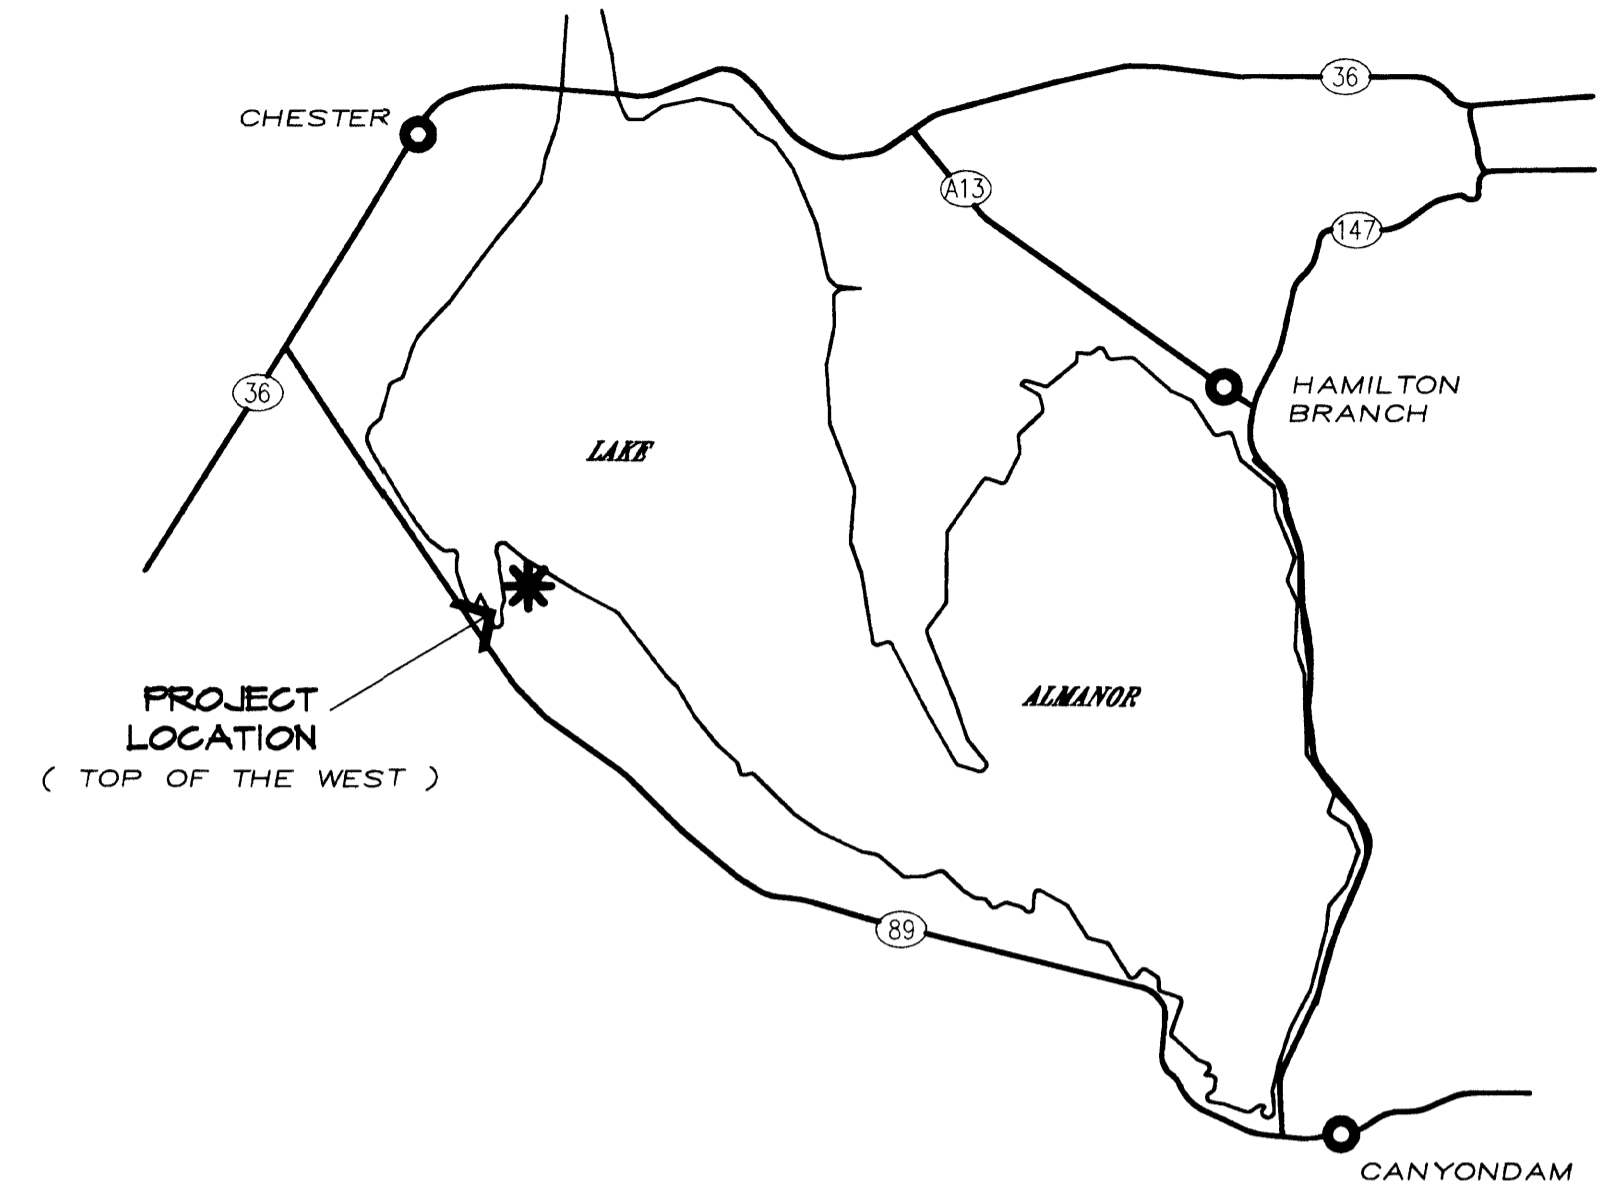 36
CHESTER
A13
147
36
HAMILTON
BRANCH
LAKE
PROJECT
LOCATION
( TOP OF THE WEST )
ALMANOR
89
CANYONDAM